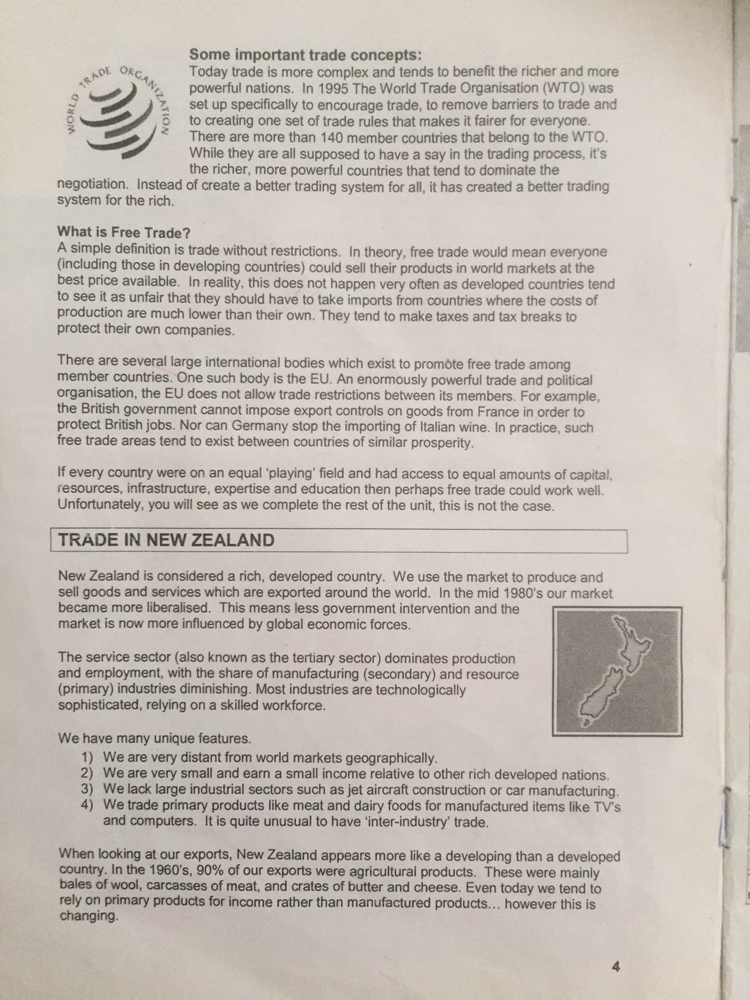 Some important trade concepts:
WORLD TRADE ORGANIZATION
Today trade is more complex and tends to benefit the richer and more
powerful nations. In 1995 The World Trade Organisation (WTO) was
set up specifically to encourage trade, to remove barriers to trade and
to creating one set of trade rules that makes it fairer for everyone.
There are more than 140 member countries that belong to the WTO.
While they are all supposed to have a say in the trading process, it's
the richer, more powerful countries that tend to dominate the
negotiation. Instead of create a better trading system for all, it has created a better trading
system for the rich.
What is Free Trade?
A simple definition is trade without restrictions. In theory, free trade would mean everyone
(including those in developing countries) could sell their products in world markets at the
best price available. In reality, this does not happen very often as developed countries tend
to see it as unfair that they should have to take imports from countries where the costs of
production are much lower than their own. They tend to make taxes and tax breaks to
protect their own companies.
There are several large international bodies which exist to promote free trade among
member countries. One such body is the EU. An enormously powerful trade and political
organisation, the EU does not allow trade restrictions between its members. For example,
the British government cannot impose export controls on goods from France in order to
protect British jobs. Nor can Germany stop the importing of Italian wine. In practice, such
free trade areas tend to exist between countries of similar prosperity.
If every country were on an equal 'playing' field and had access to equal amounts of capital,
resources, infrastructure, expertise and education then perhaps free trade could work well.
Unfortunately, you will see as we complete the rest of the unit, this is not the case.
TRADE IN NEW ZEALAND
New Zealand is considered a rich, developed country. We use the market to produce and
sell goods and services which are exported around the world. In the mid 1980's our market
became more liberalised. This means less government intervention and the
market is now more influenced by global economic forces.
The service sector (also known as the tertiary sector) dominates production
and employment, with the share of manufacturing (secondary) and resource
(primary) industries diminishing. Most industries are technologically
sophisticated, relying on a skilled workforce.
We have many unique features.
1) We are very distant from world markets geographically.
2) We are very small and earn a small income relative to other rich developed nations.
3) We lack large industrial sectors such as jet aircraft construction or car manufacturing.
4) We trade primary products like meat and dairy foods for manufactured items like TV's
and computers. It is quite unusual to have 'inter-industry' trade.
When looking at our exports, New Zealand appears more like a developing than a developed
country. In the 1960's, 90% of our exports were agricultural products. These were mainly
bales of wool, carcasses of meat, and crates of butter and cheese. Even today we tend to
rely on primary products for income rather than manufactured products... however this is
changing.
4